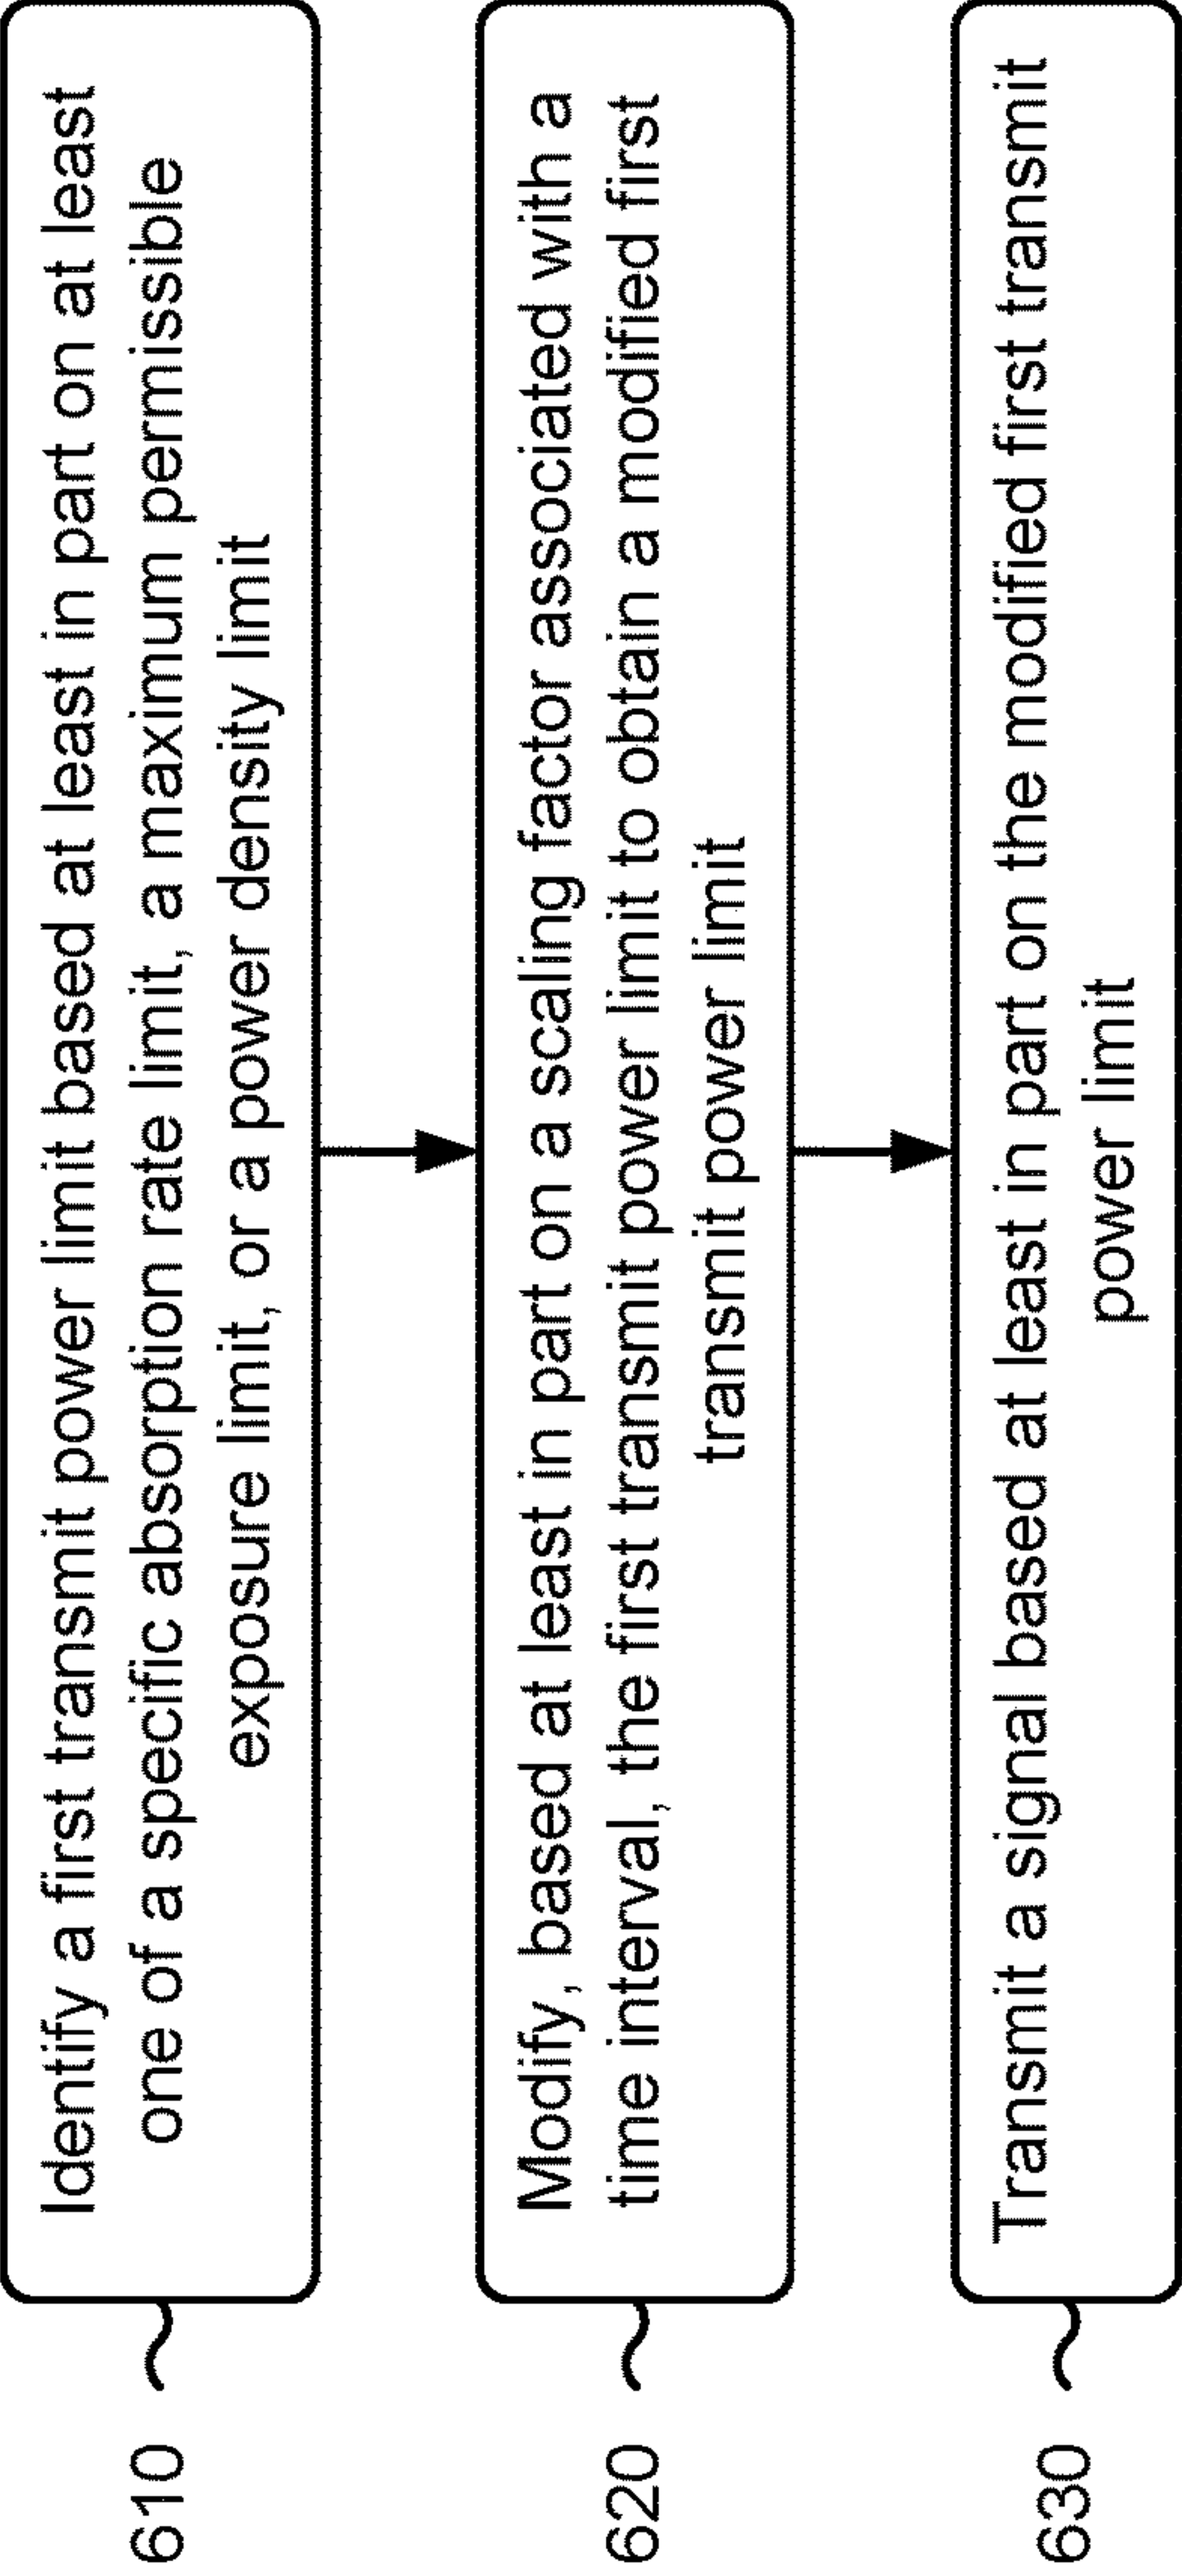 610
Identify a first transmit power limit based at least in part on at least
one of a specific absorption rate limit, a maximum permissible
exposure limit, or a power density limit
620
Modify, based at least in part on a scaling factor associated with a
time interval, the first transmit power limit to obtain a modified first
transmit power limit
630
Transmit a signal based at least in part on the modified first transmit
power limit